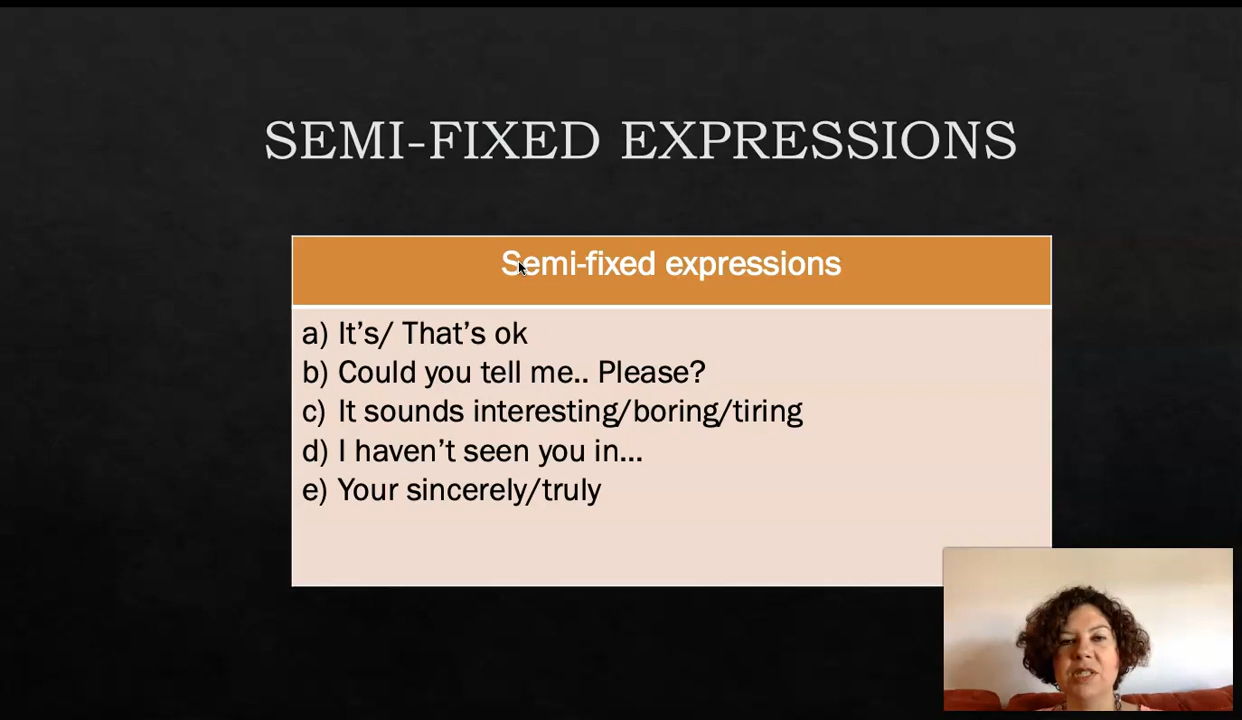 SEMI-FIXED EXPRESSIONS
Semi-fixed expressions
a) It’s/ That’s ok
b) Could you tell me.. Please?
c) It sounds interesting/boring/tiring
d) I haven’t seen you in…
e) Your sincerely/truly